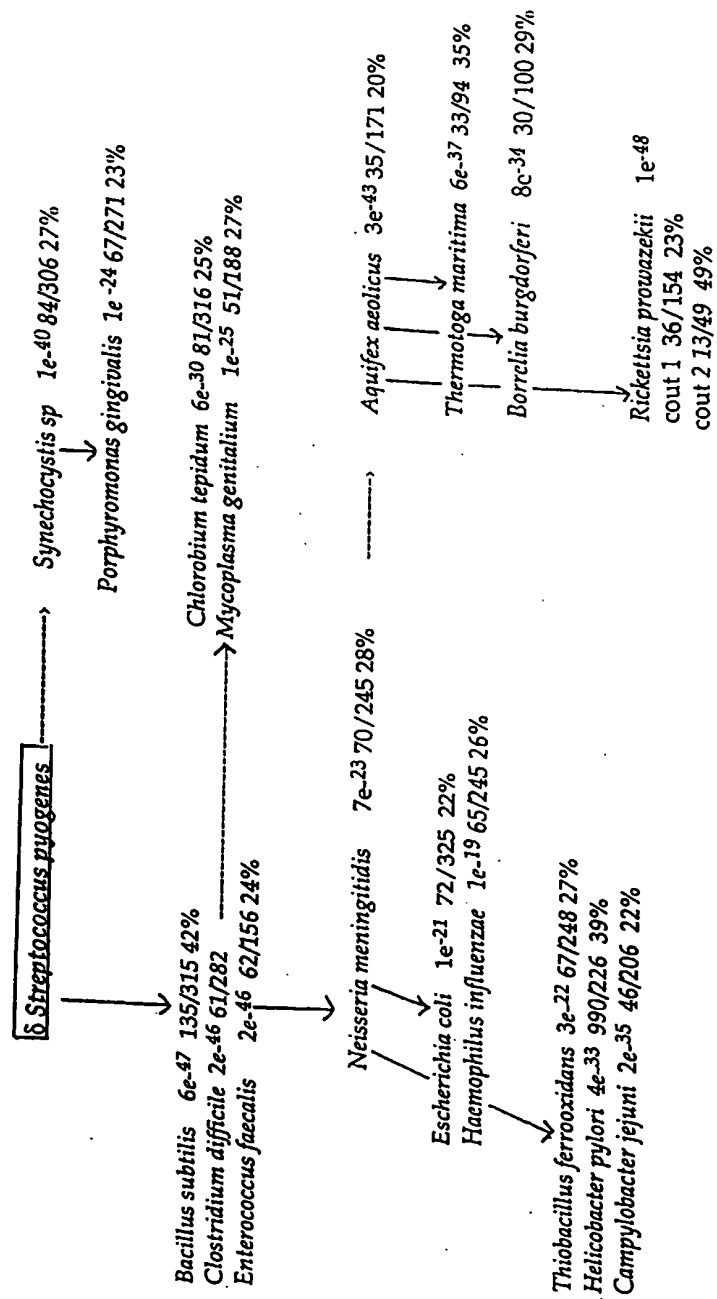 δ Streptococcus pyogenes
Synechocystis sp 1e-40 84/306 27%
Porphyromonas gingivalis 1e-24 67/271 23%
Bacillus subtilis 6e-47 135/315 42%
Clostridium difficile 2e-46 61/282
Enterococcus faecalis 2e-46 62/156 24%
Chlorobium tepidum 6e-30 81/316 25%
Mycoplasma genitalium 1e-25 51/188 27%
Neisseria meningitidis 7e-23 70/245 28%
Escherichia coli 1e-21 72/325 22%
Haemophilus influenzae 1e-19 65/245 26%
Thiobacillus ferrooxidans 3e-22 67/248 27%
Helicobacter pylori 4e-33 990/226 39%
Campylobacter jejuni 2e-35 46/206 22%
Aquifex aeolicus 3e-43 35/171 20%
Thermotoga maritima 6e-37 33/94 35%
Borrelia burgdorferi 8c-34 30/100 29%
Rickettsia prowazekii 1e-48
cout 1 36/154 23%
cout 2 13/49 49%